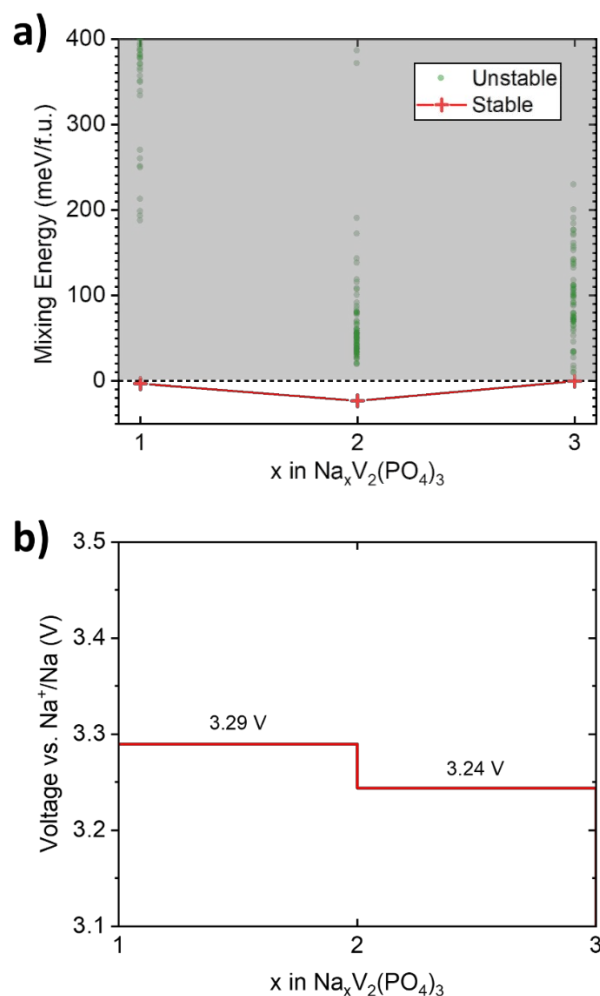 a)
400
300
200
100
0
Mixing Energy (meV/f.u.)
Unstable
Stable
1 2 3
x in NaₓV₂(PO₄)₃
b)
3.5
3.4
3.3
3.2
3.1
Voltage vs. Na⁺/Na (V)
3.29 V
3.24 V
1 2 3
x in NaₓV₂(PO₄)₃